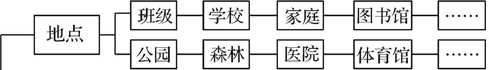 地点
班级 学校 家庭 图书馆 ……
公园 森林 医院 体育馆 ……